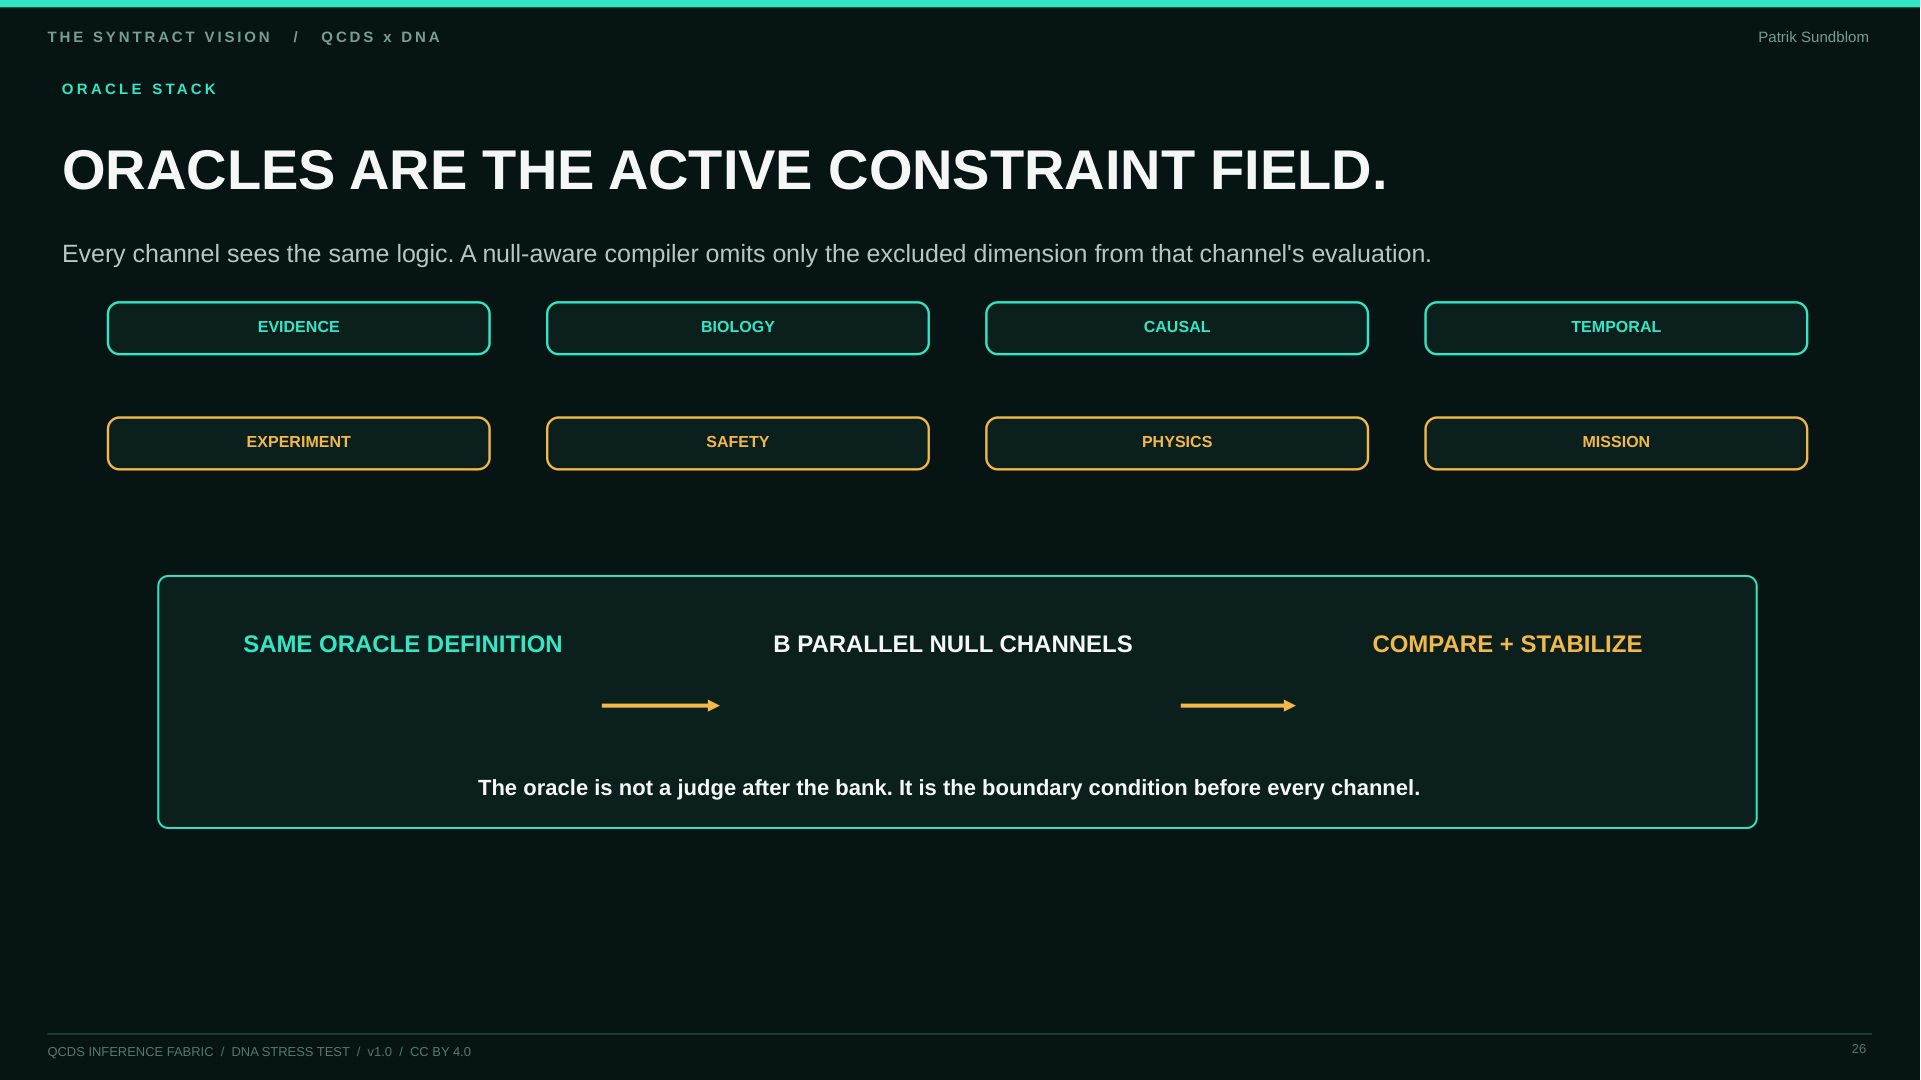 THE SYNTRACT VISION / QCDS x DNA
Patrik Sundblom
ORACLE STACK
ORACLES ARE THE ACTIVE CONSTRAINT FIELD.
Every channel sees the same logic. A null-aware compiler omits only the excluded dimension from that channel's evaluation.
EVIDENCE
BIOLOGY
CAUSAL
TEMPORAL
EXPERIMENT
SAFETY
PHYSICS
MISSION
SAME ORACLE DEFINITION
B PARALLEL NULL CHANNELS
COMPARE + STABILIZE
The oracle is not a judge after the bank. It is the boundary condition before every channel.
QCDS INFERENCE FABRIC / DNA STRESS TEST / v1.0 / CC BY 4.0
26